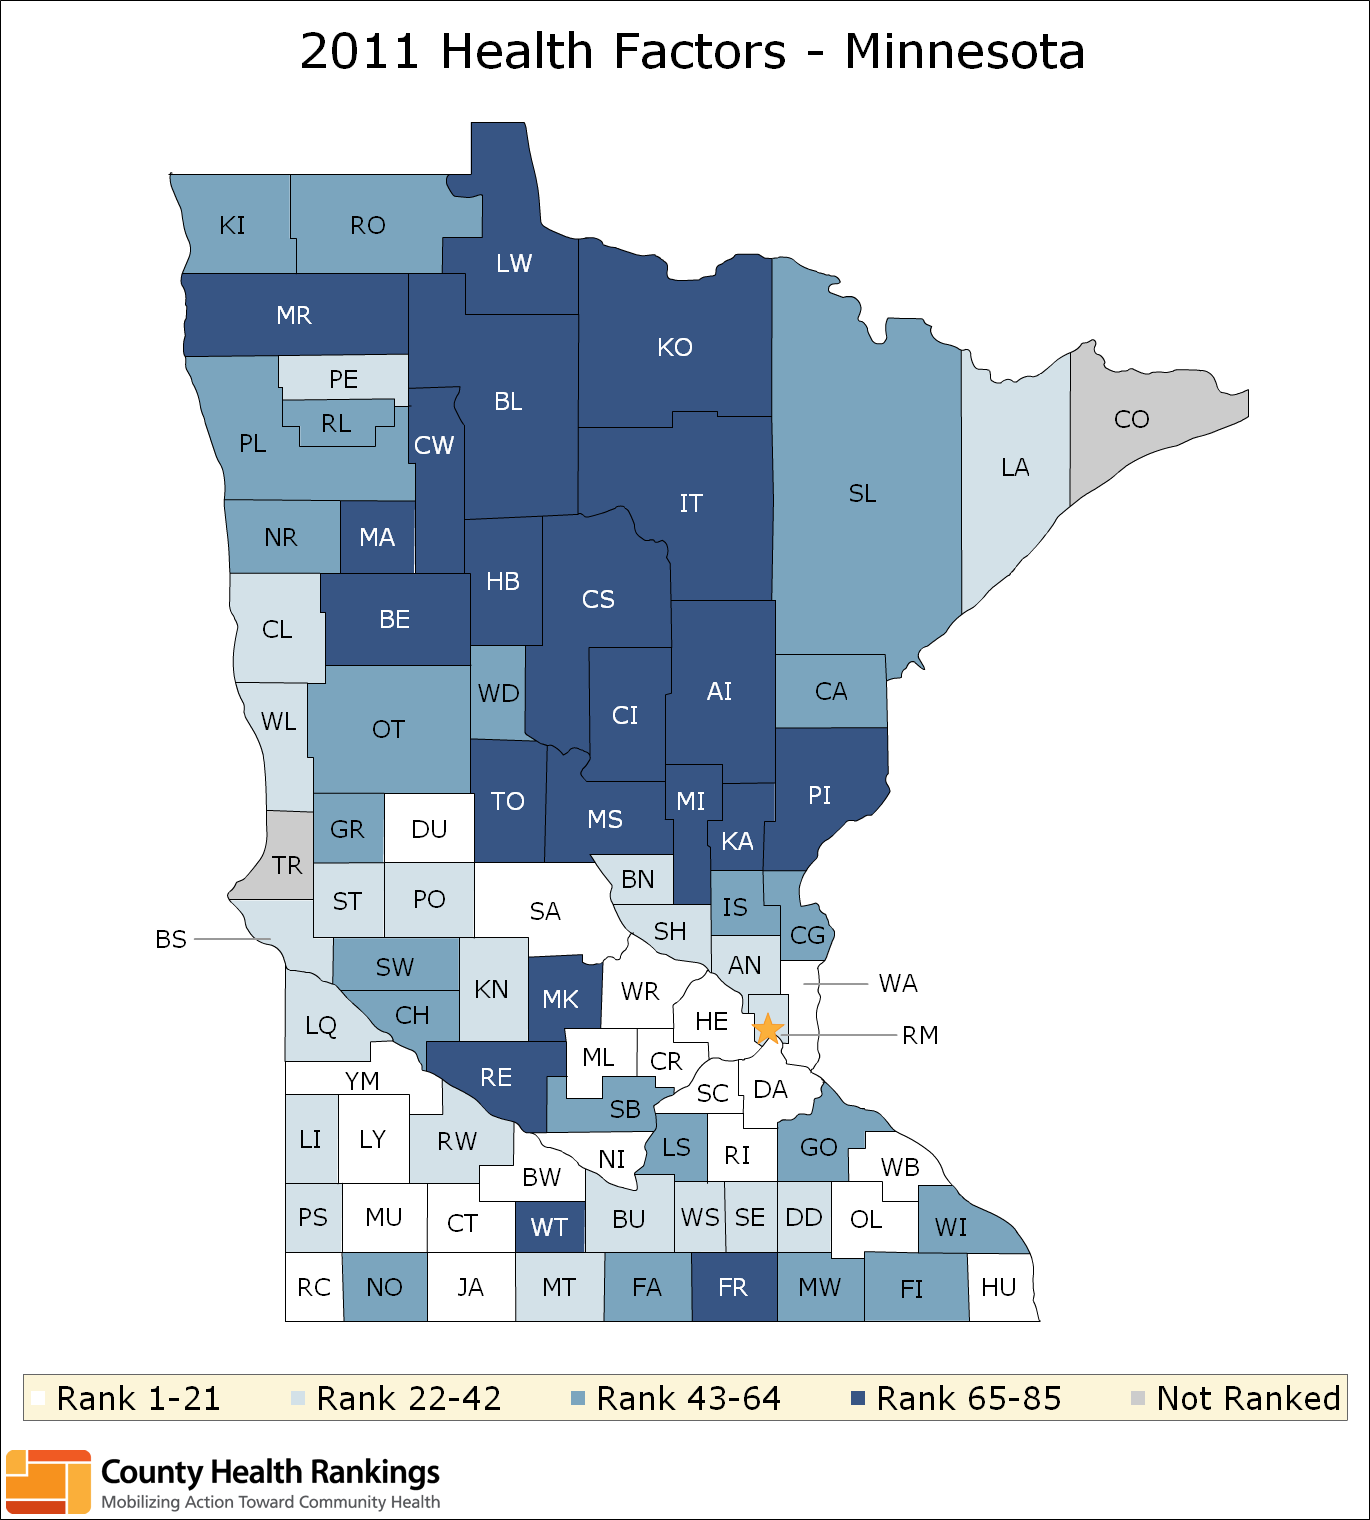 2011 Health Factors - Minnesota
KI
RO
LW
MR
KO
PE
BL
RL
CO
PL
CW
LA
SL
IT
NR
MA
HB
CS
BE
CL
WD
AI
CA
CI
WL
OT
TO
PI
MI
MS
GR
DU
KA
TR
BN
ST
PO
IS
SA
SH
CG
BS
SW
AN
WA
KN
WR
MK
CH
LQ
HE
RM
ML
CR
RE
YM
SC
DA
SB
LI
LY
RW
LS
GO
RI
NI
WB
BW
PS
MU
CT
WT
BU
WS
SE
DD
OL
WI
RC
NO
JA
MT
FA
FR
MW
FI
HU
Rank 1-21
Rank 22-42
Rank 43-64
Rank 65-85
Not Ranked
County Health Rankings
Mobilizing Action Toward Community Health